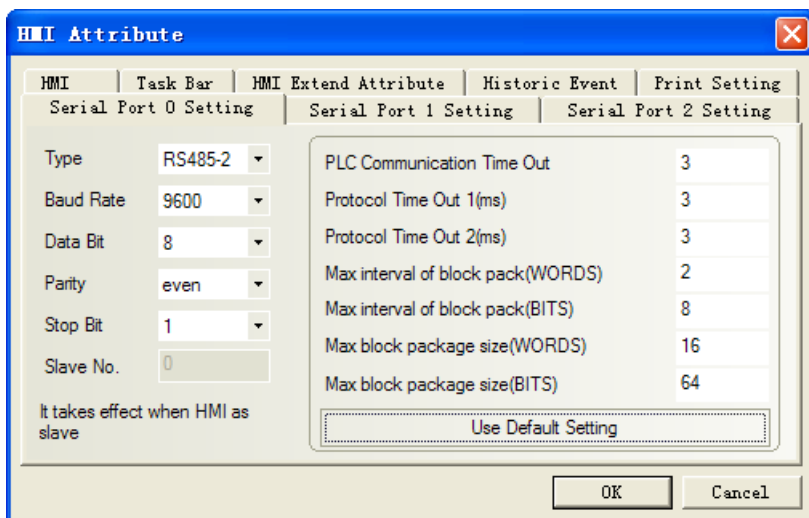 HMI Attribute
HMI
Task Bar
HMI Extend Attribute
Historic Event
Print Setting
Serial Port 0 Setting
Serial Port 1 Setting
Serial Port 2 Setting
Type RS485-2
Baud Rate 9600
Data Bit 8
Parity even
Stop Bit 1
Slave No. 0
It takes effect when HMI as
slave
PLC Communication Time Out 3
Protocol Time Out 1(ms) 3
Protocol Time Out 2(ms) 3
Max interval of block pack(WORDS) 2
Max interval of block pack(BITS) 8
Max block package size(WORDS) 16
Max block package size(BITS) 64
Use Default Setting
OK
Cancel